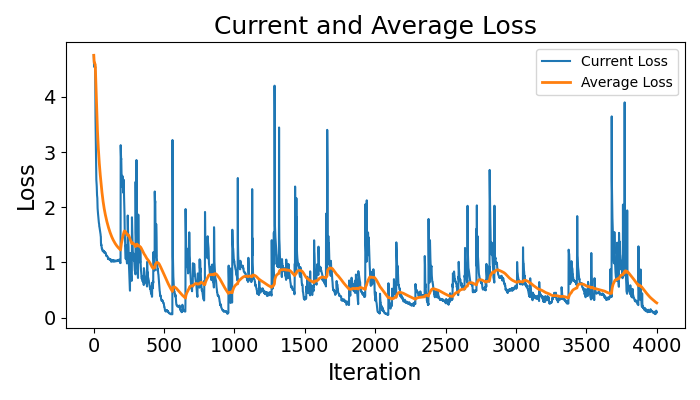 Current and Average Loss
Current Loss
Average Loss
Loss
4
3
2
1
0
0 500 1000 1500 2000 2500 3000 3500 4000
Iteration